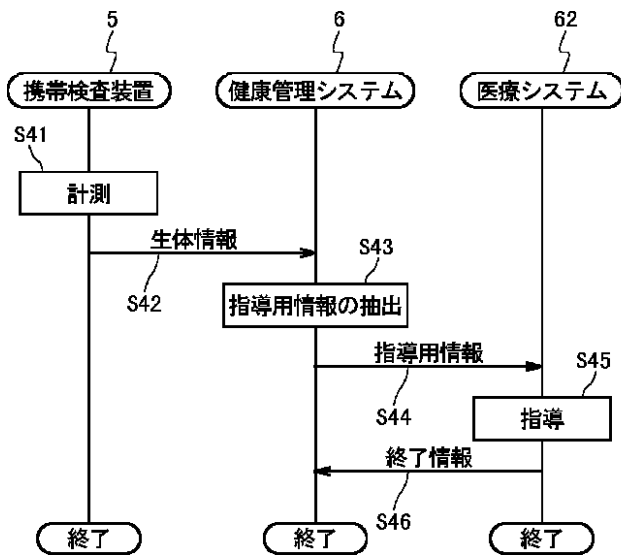 5
6
62
携帯検査装置
健康管理システム
医療システム
S41
計測
生体情報
S42
S43
指導用情報の抽出
指導用情報
S44
S45
指導
終了情報
S46
終了
終了
終了